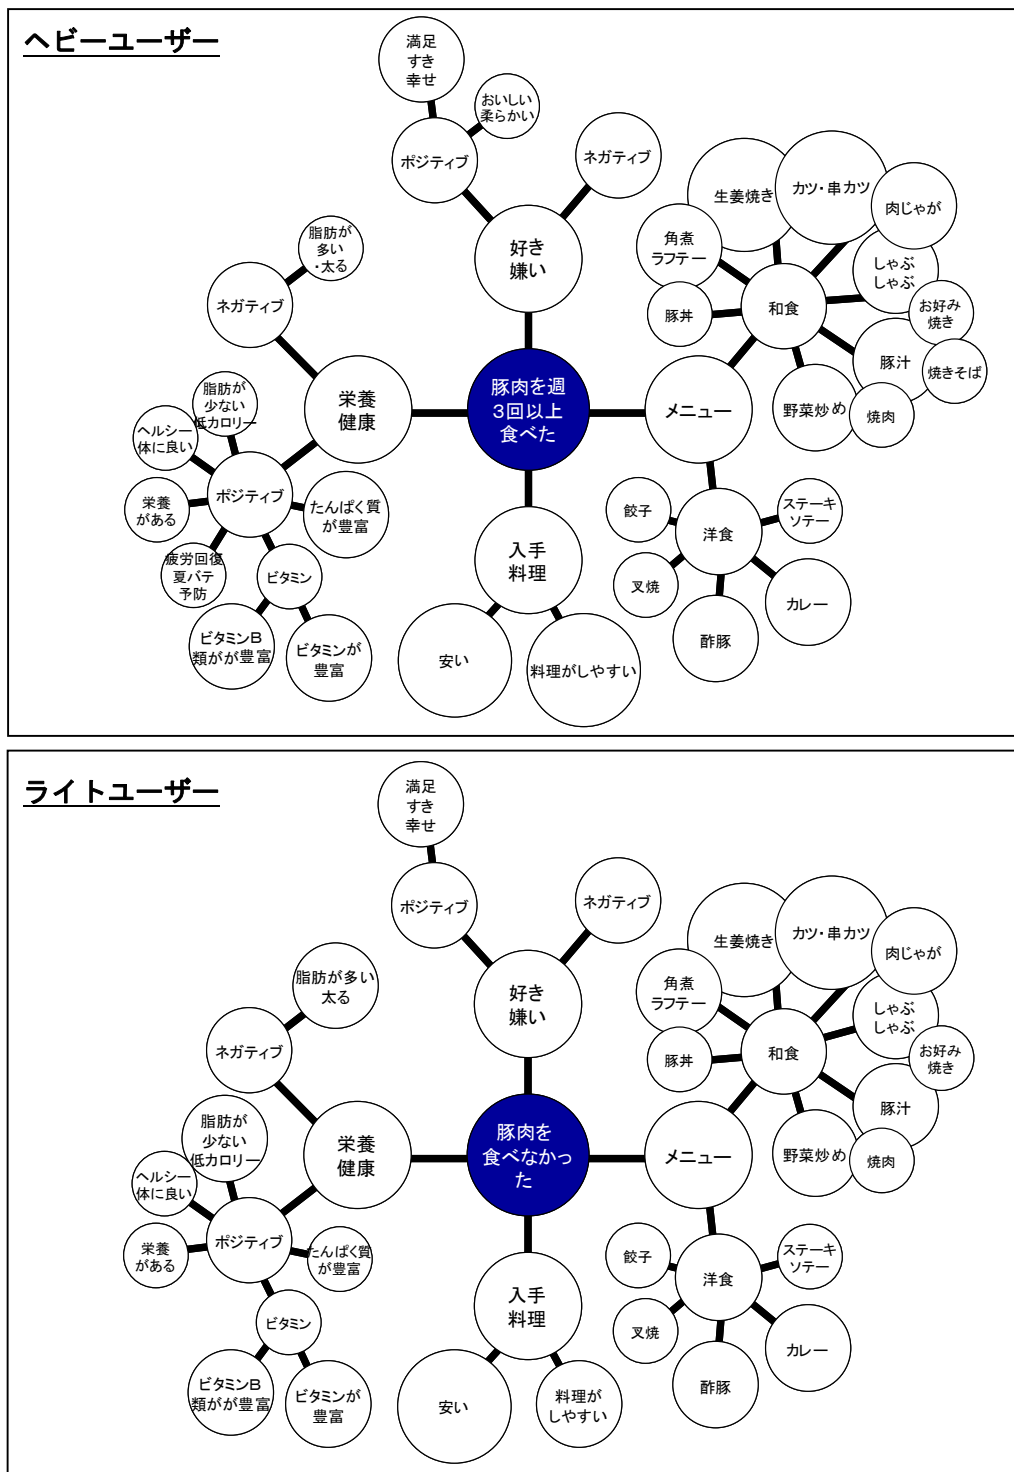 ヘビーユーザー
満足
すき
幸せ
おいしい
柔らかい
ポジティブ
ネガティブ
好き
嫌い
脂肪が
多い
・太る
ネガティブ
栄養
健康
脂肪が
少ない
低カロリー
ヘルシー
体に良い
栄養
がある
ポジティブ
たんぱく質
が豊富
疲労回復
夏バテ
予防
ビタミン
ビタミンB
類がが豊富
ビタミンが
豊富
豚肉を週
3回以上
食べた
入手
料理
安い
料理がしやすい
メニュー
和食
生姜焼き
カツ・串カツ
肉じゃが
角煮
ラフテー
しゃぶ
しゃぶ
豚丼
お好み
焼き
豚汁
焼きそば
野菜炒め
焼肉
洋食
餃子
ステーキ
ソテー
叉焼
カレー
酢豚
ライトユーザー
満足
すき
幸せ
ポジティブ
ネガティブ
好き
嫌い
脂肪が多い
太る
ネガティブ
栄養
健康
脂肪が
少ない
低カロリー
ヘルシー
体に良い
栄養
がある
ポジティブ
たんぱく質
が豊富
ビタミン
ビタミンB
類がが豊富
ビタミンが
豊富
豚肉を
食べなかっ
た
入手
料理
安い
料理が
しやすい
メニュー
和食
生姜焼き
カツ・串カツ
肉じゃが
角煮
ラフテー
しゃぶ
しゃぶ
豚丼
お好み
焼き
豚汁
野菜炒め
焼肉
洋食
餃子
ステーキ
ソテー
叉焼
カレー
酢豚